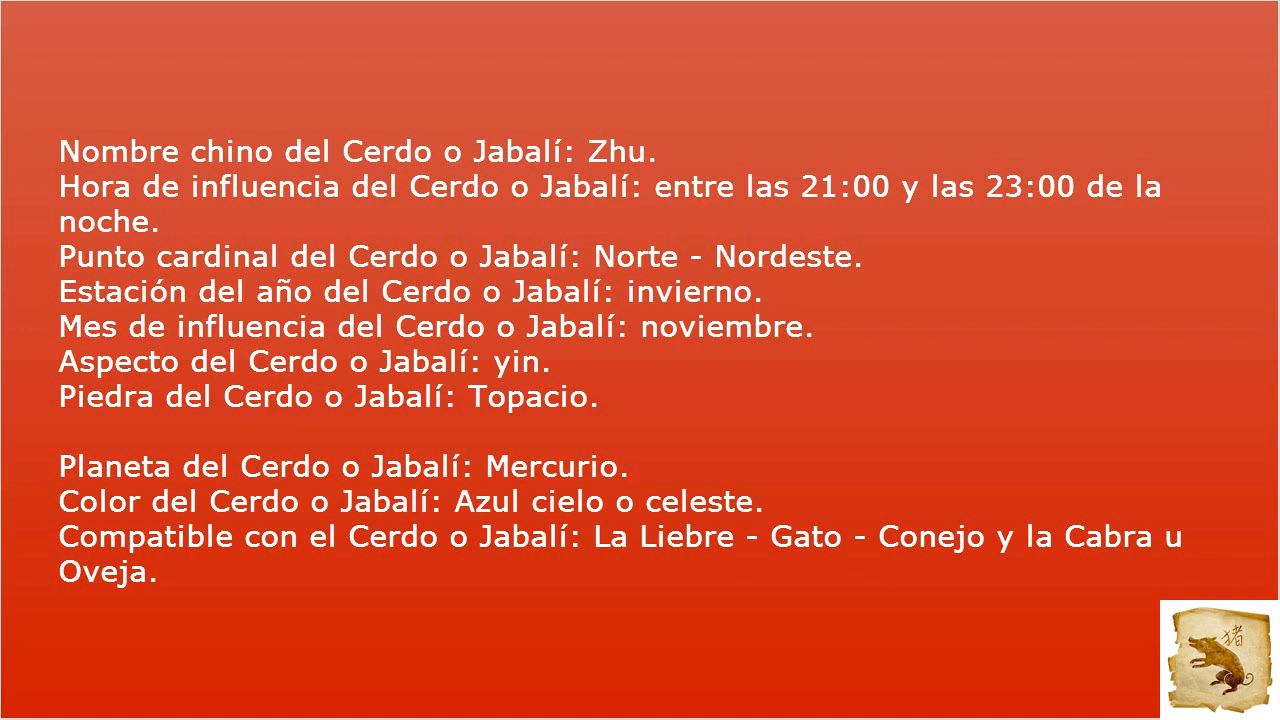 Nombre chino del Cerdo o Jabalí: Zhu.
Hora de influencia del Cerdo o Jabalí: entre las 21:00 y las 23:00 de la
noche.
Punto cardinal del Cerdo o Jabalí: Norte - Nordeste.
Estación del año del Cerdo o Jabalí: invierno.
Mes de influencia del Cerdo o Jabalí: noviembre.
Aspecto del Cerdo o Jabalí: yin.
Piedra del Cerdo o Jabalí: Topacio.
Planeta del Cerdo o Jabalí: Mercurio.
Color del Cerdo o Jabalí: Azul cielo o celeste.
Compatible con el Cerdo o Jabalí: La Liebre - Gato - Conejo y la Cabra u
Oveja.
猪